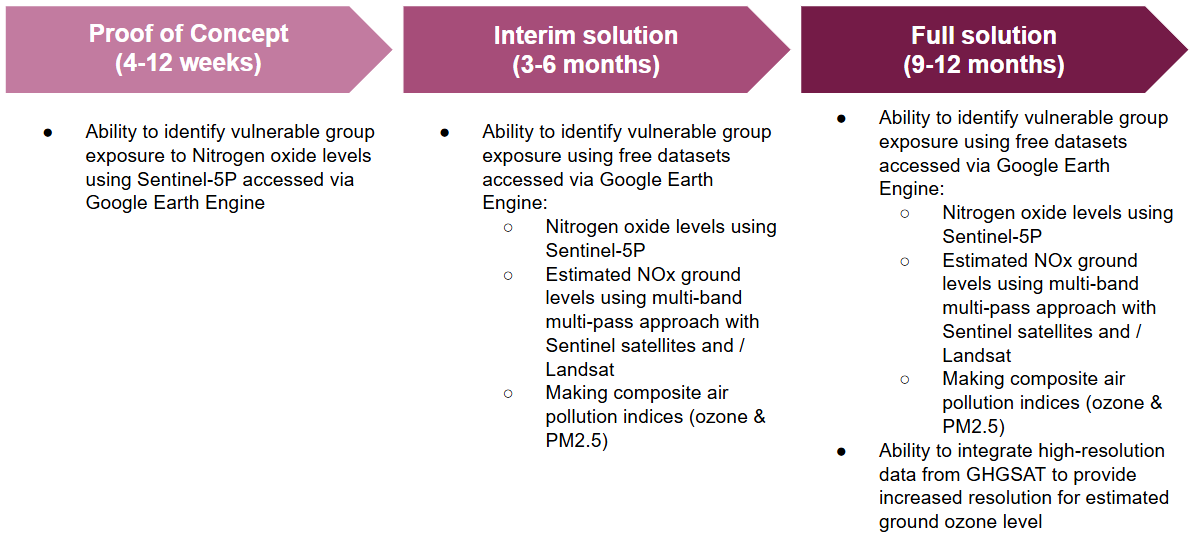 Proof of Concept
(4-12 weeks)
● Ability to identify vulnerable group
exposure to Nitrogen oxide levels
using Sentinel-5P accessed via
Google Earth Engine
Interim solution
(3-6 months)
● Ability to identify vulnerable group
exposure using free datasets
accessed via Google Earth
Engine:
○ Nitrogen oxide levels using
Sentinel-5P
○ Estimated NOx ground
levels using multi-band
multi-pass approach with
Sentinel satellites and /
Landsat
○ Making composite air
pollution indices (ozone &
PM2.5)
Full solution
(9-12 months)
● Ability to identify vulnerable group
exposure using free datasets
accessed via Google Earth
Engine:
○ Nitrogen oxide levels using
Sentinel-5P
○ Estimated NOx ground
levels using multi-band
multi-pass approach with
Sentinel satellites and /
Landsat
○ Making composite air
pollution indices (ozone &
PM2.5)
● Ability to integrate high-resolution
data from GHGSAT to provide
increased resolution for estimated
ground ozone level